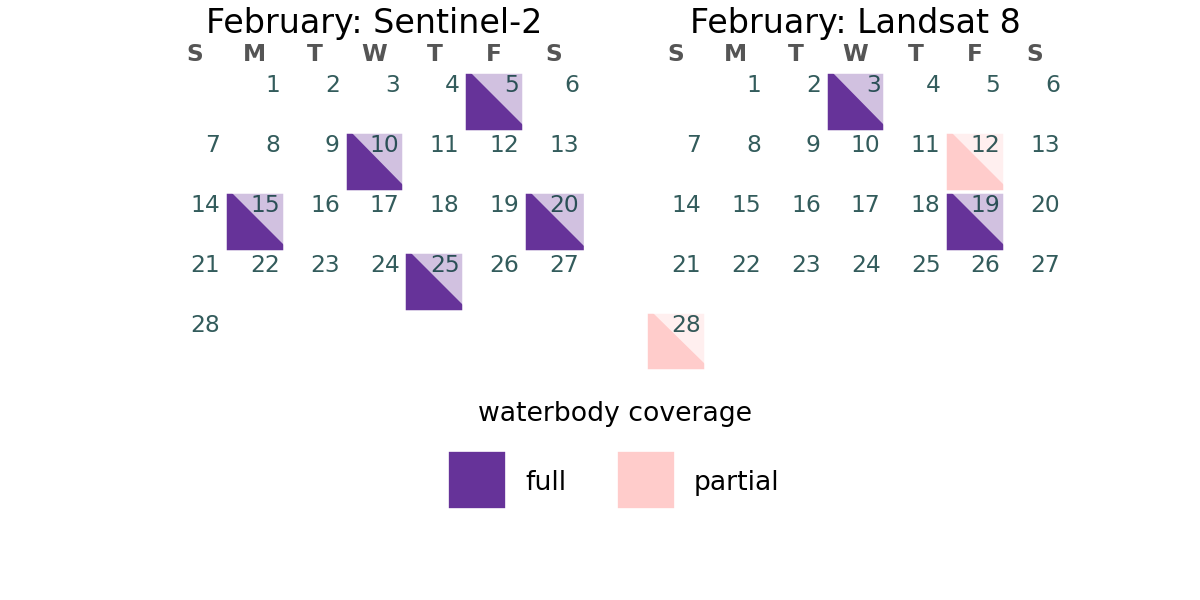 February: Sentinel-2
S M T W T F S
1 2 3 4 5 6
7 8 9 10 11 12 13
14 15 16 17 18 19 20
21 22 23 24 25 26 27
28
February: Landsat 8
S M T W T F S
1 2 3 4 5 6
7 8 9 10 11 12 13
14 15 16 17 18 19 20
21 22 23 24 25 26 27
28
waterbody coverage
full partial